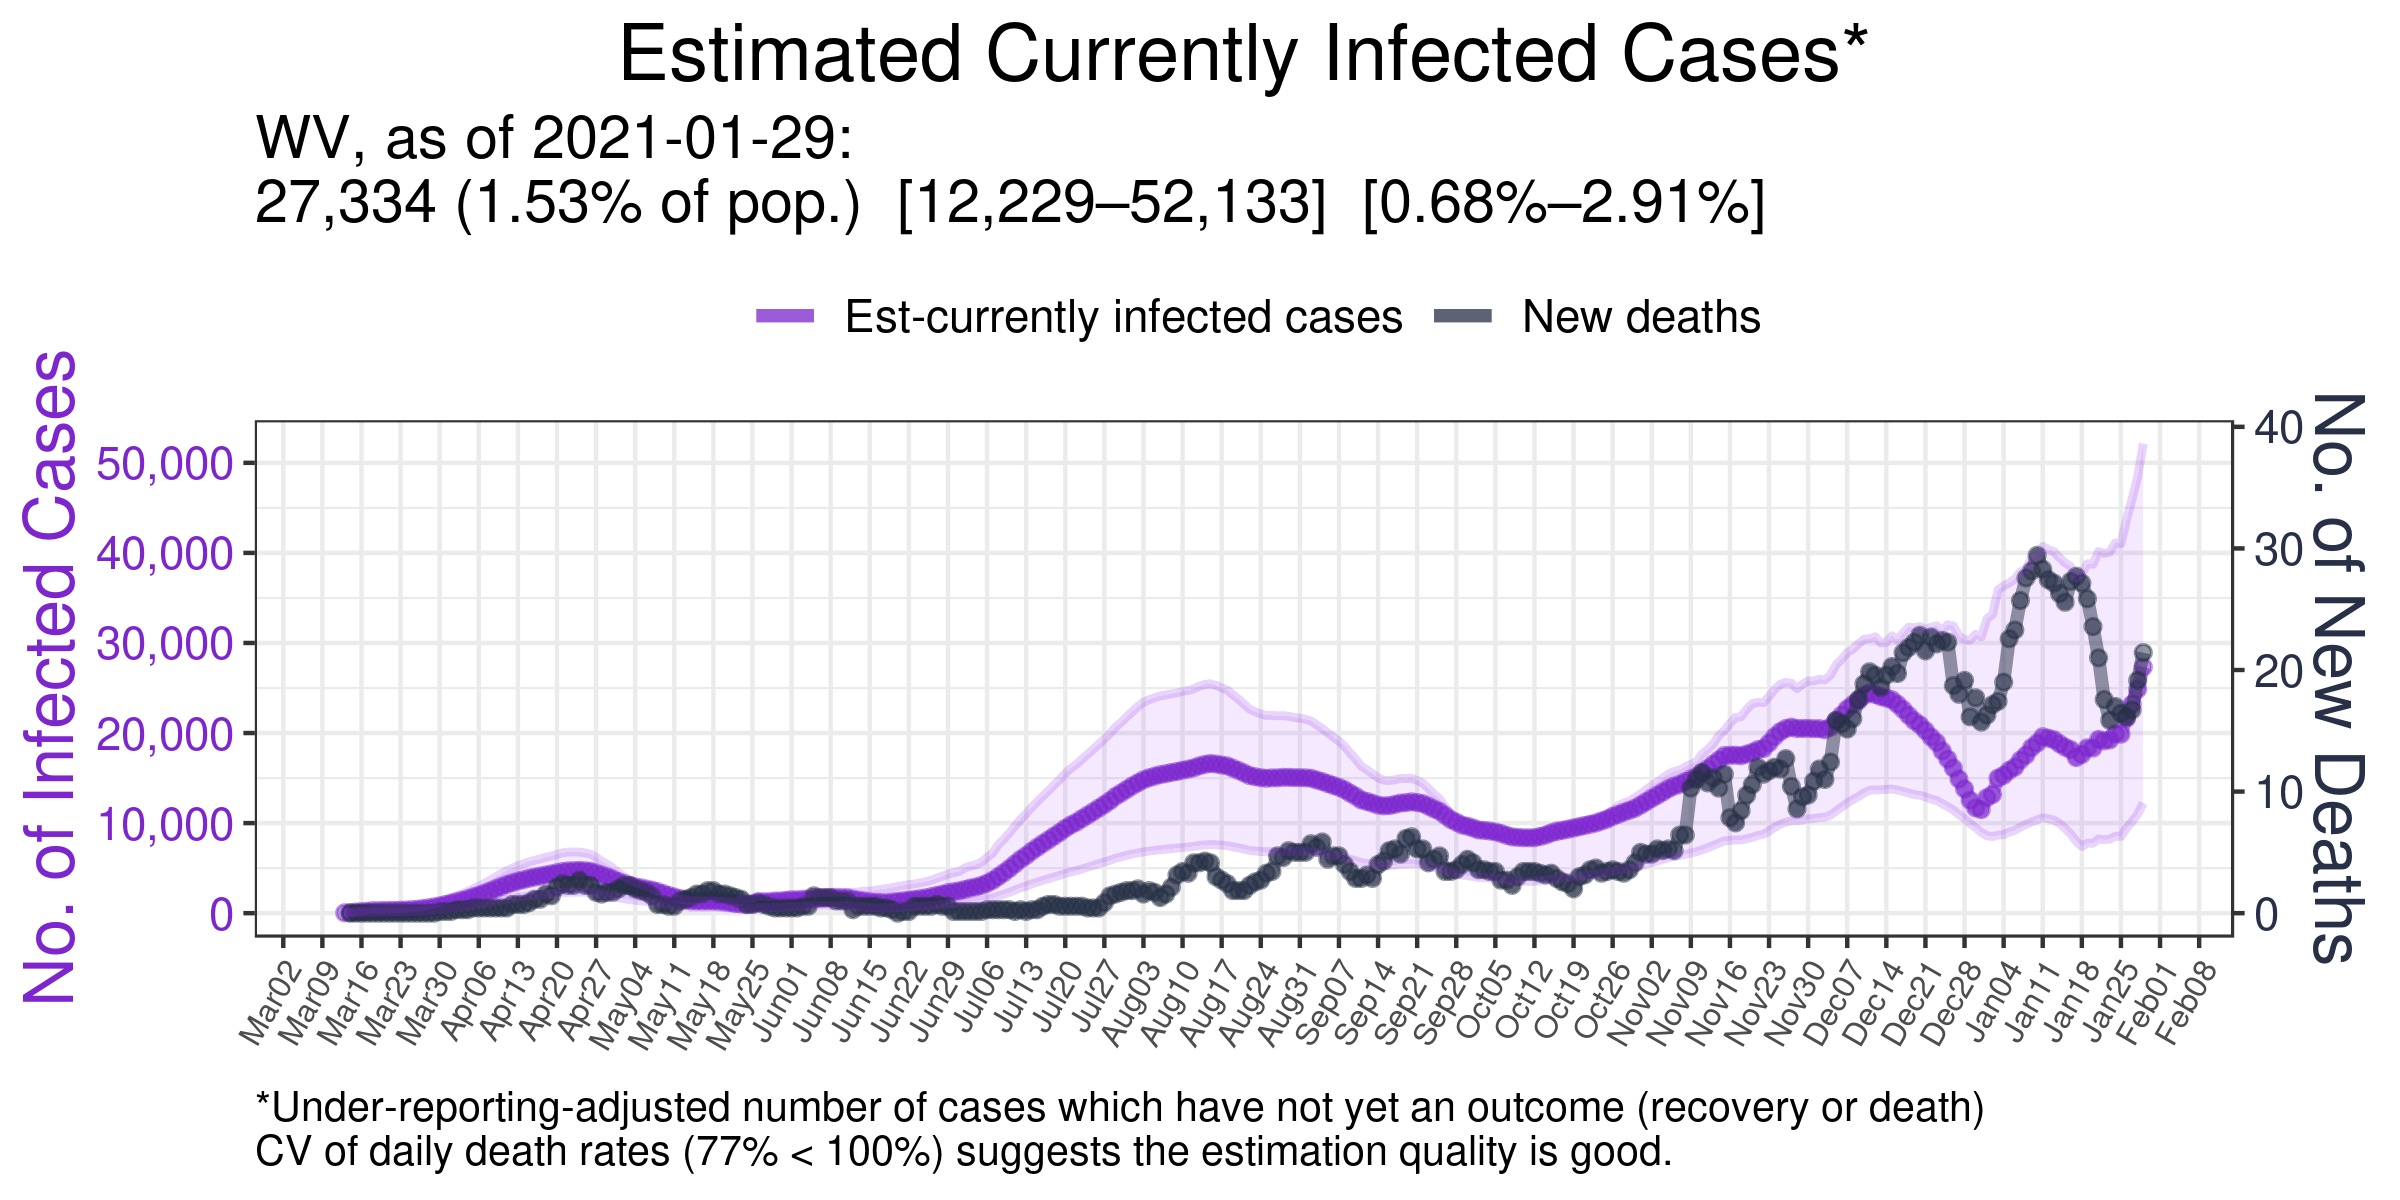 Estimated Currently Infected Cases*
WV, as of 2021-01-29:
27,334 (1.53% of pop.) [12,229–52,133] [0.68%–2.91%]
Est-currently infected cases New deaths
No. of Infected Cases
50,000
40,000
30,000
20,000
10,000
0
40
30
20
10
0
No. of New Deaths
Mar02 Mar09 Mar16 Mar23 Mar30 Apr06 Apr13 Apr20 Apr27 May04 May11 May18 May25 Jun01 Jun08 Jun15 Jun22 Jun29 Jul06 Jul13 Jul20 Jul27 Aug03 Aug10 Aug17 Aug24 Aug31 Sep07 Sep14 Sep21 Sep28 Oct05 Oct12 Oct19 Oct26 Nov02 Nov09 Nov16 Nov23 Nov30 Dec07 Dec14 Dec21 Dec28 Jan04 Jan11 Jan18 Jan25 Feb01 Feb08
*Under-reporting-adjusted number of cases which have not yet an outcome (recovery or death)
CV of daily death rates (77% < 100%) suggests the estimation quality is good.